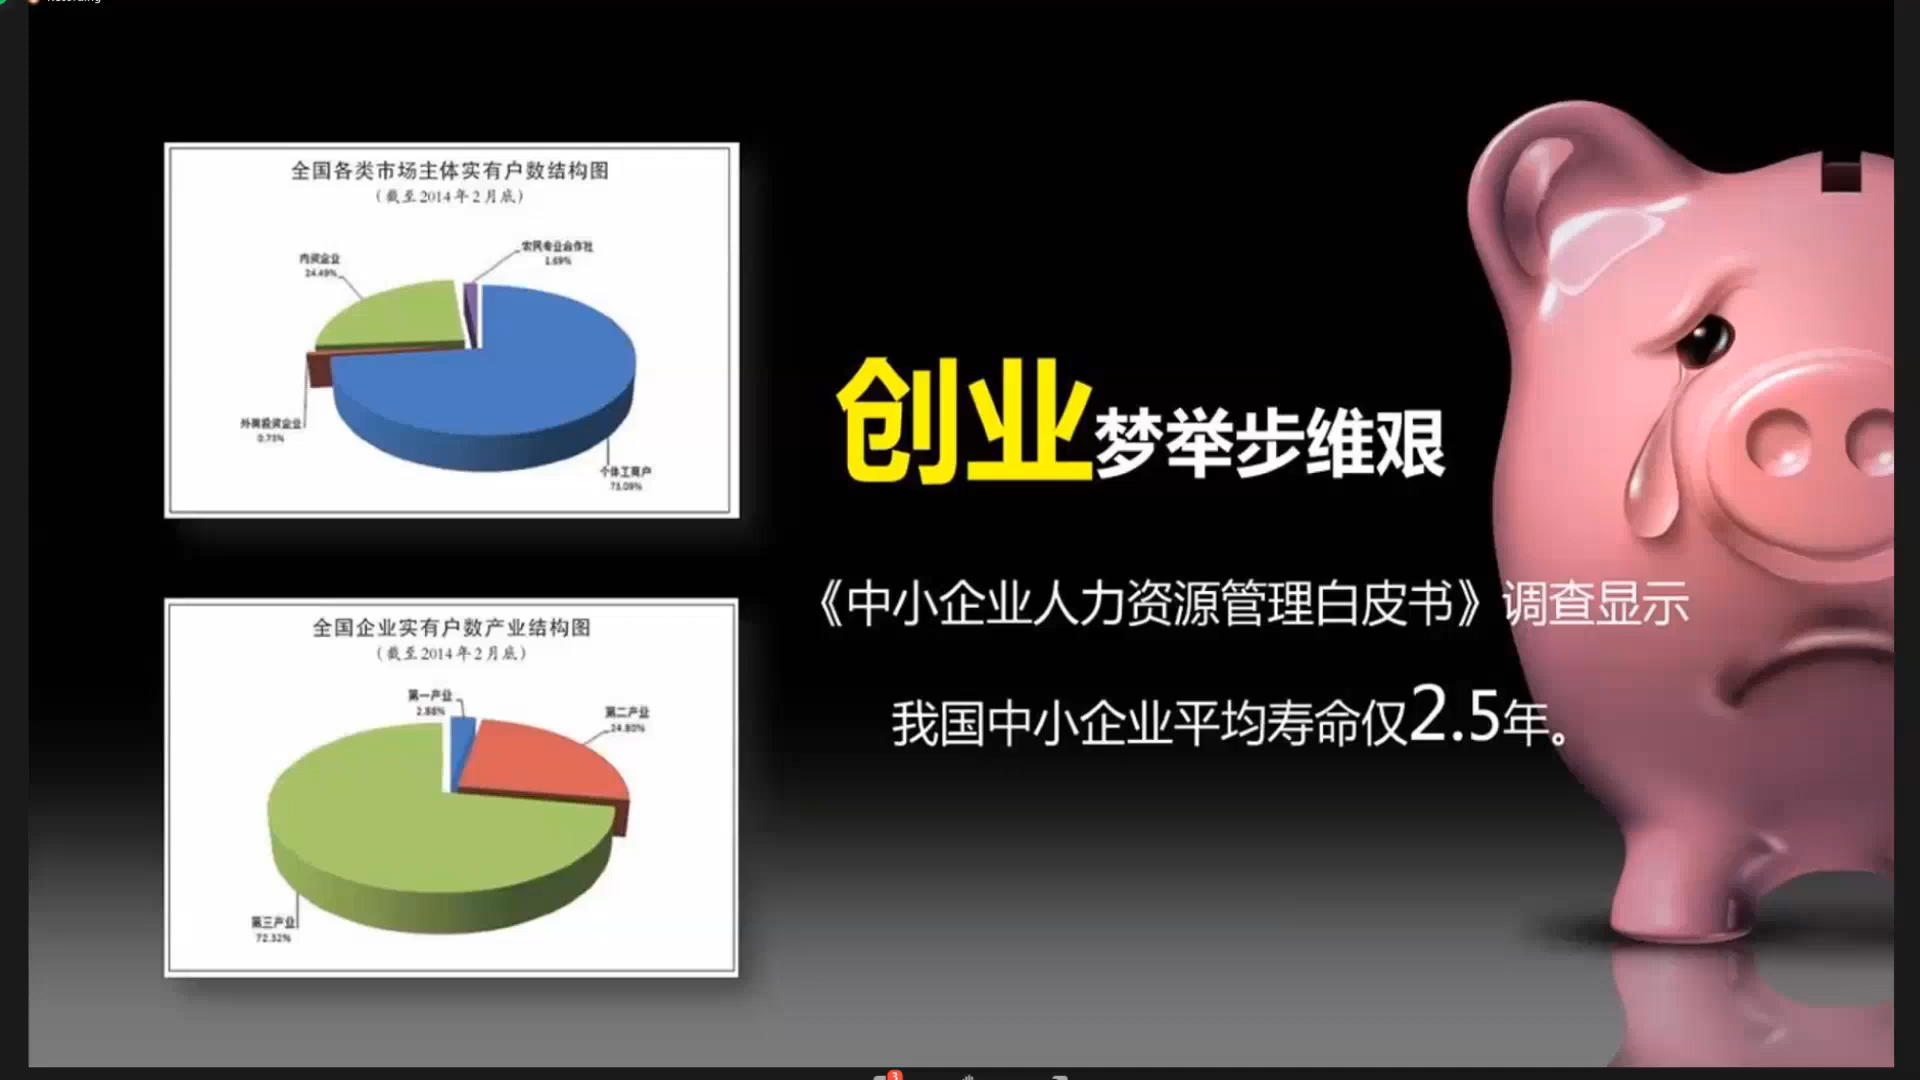 全国各类市场主体实有户数结构图
(截至2014年2月底)
农民专业合作社
1.69%
内资企业
24.49%
外商投资企业
0.73%
个体工商户
73.09%
创业梦举步维艰
《中小企业人力资源管理白皮书》调查显示
我国中小企业平均寿命仅2.5年。
全国企业实有户数产业结构图
(截至2014年2月底)
第一产业
2.88%
第二产业
24.80%
第三产业
72.32%
3